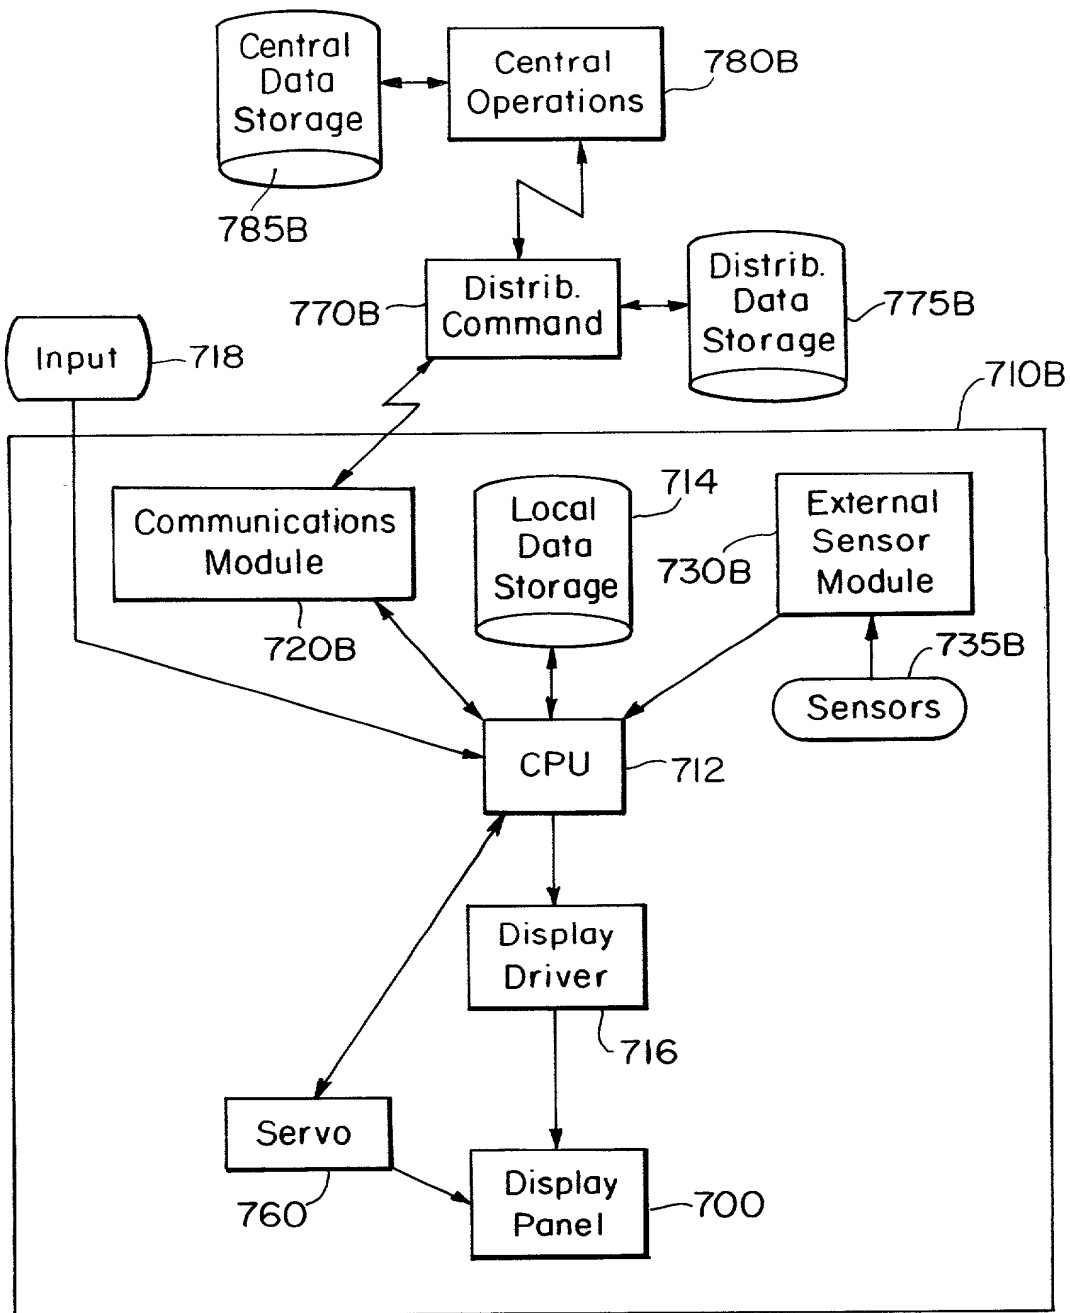 Central
Data
Storage
785B
Central
Operations
780B
Distrib.
Command
770B
Distrib.
Data
Storage
775B
Input
718
710B
Communications
Module
720B
Local
Data
Storage
714
External
Sensor
Module
730B
Sensors
735B
CPU
712
Display
Driver
716
Servo
760
Display
Panel
700